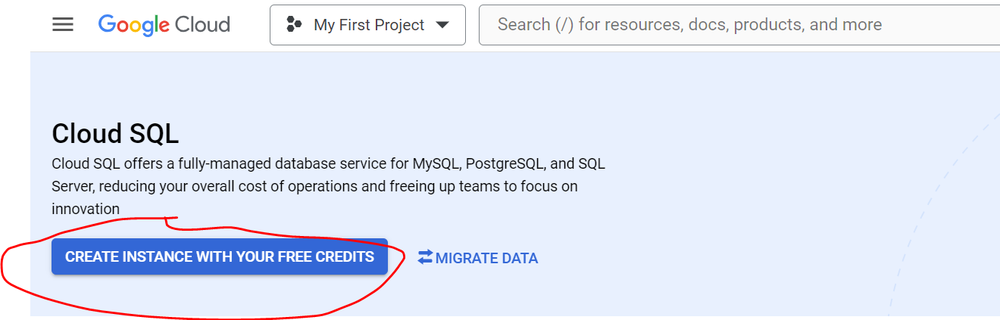 Google Cloud
My First Project
Search (/) for resources, docs, products, and more
Cloud SQL
Cloud SQL offers a fully-managed database service for MySQL, PostgreSQL, and SQL
Server, reducing your overall cost of operations and freeing up teams to focus on
innovation
CREATE INSTANCE WITH YOUR FREE CREDITS
MIGRATE DATA